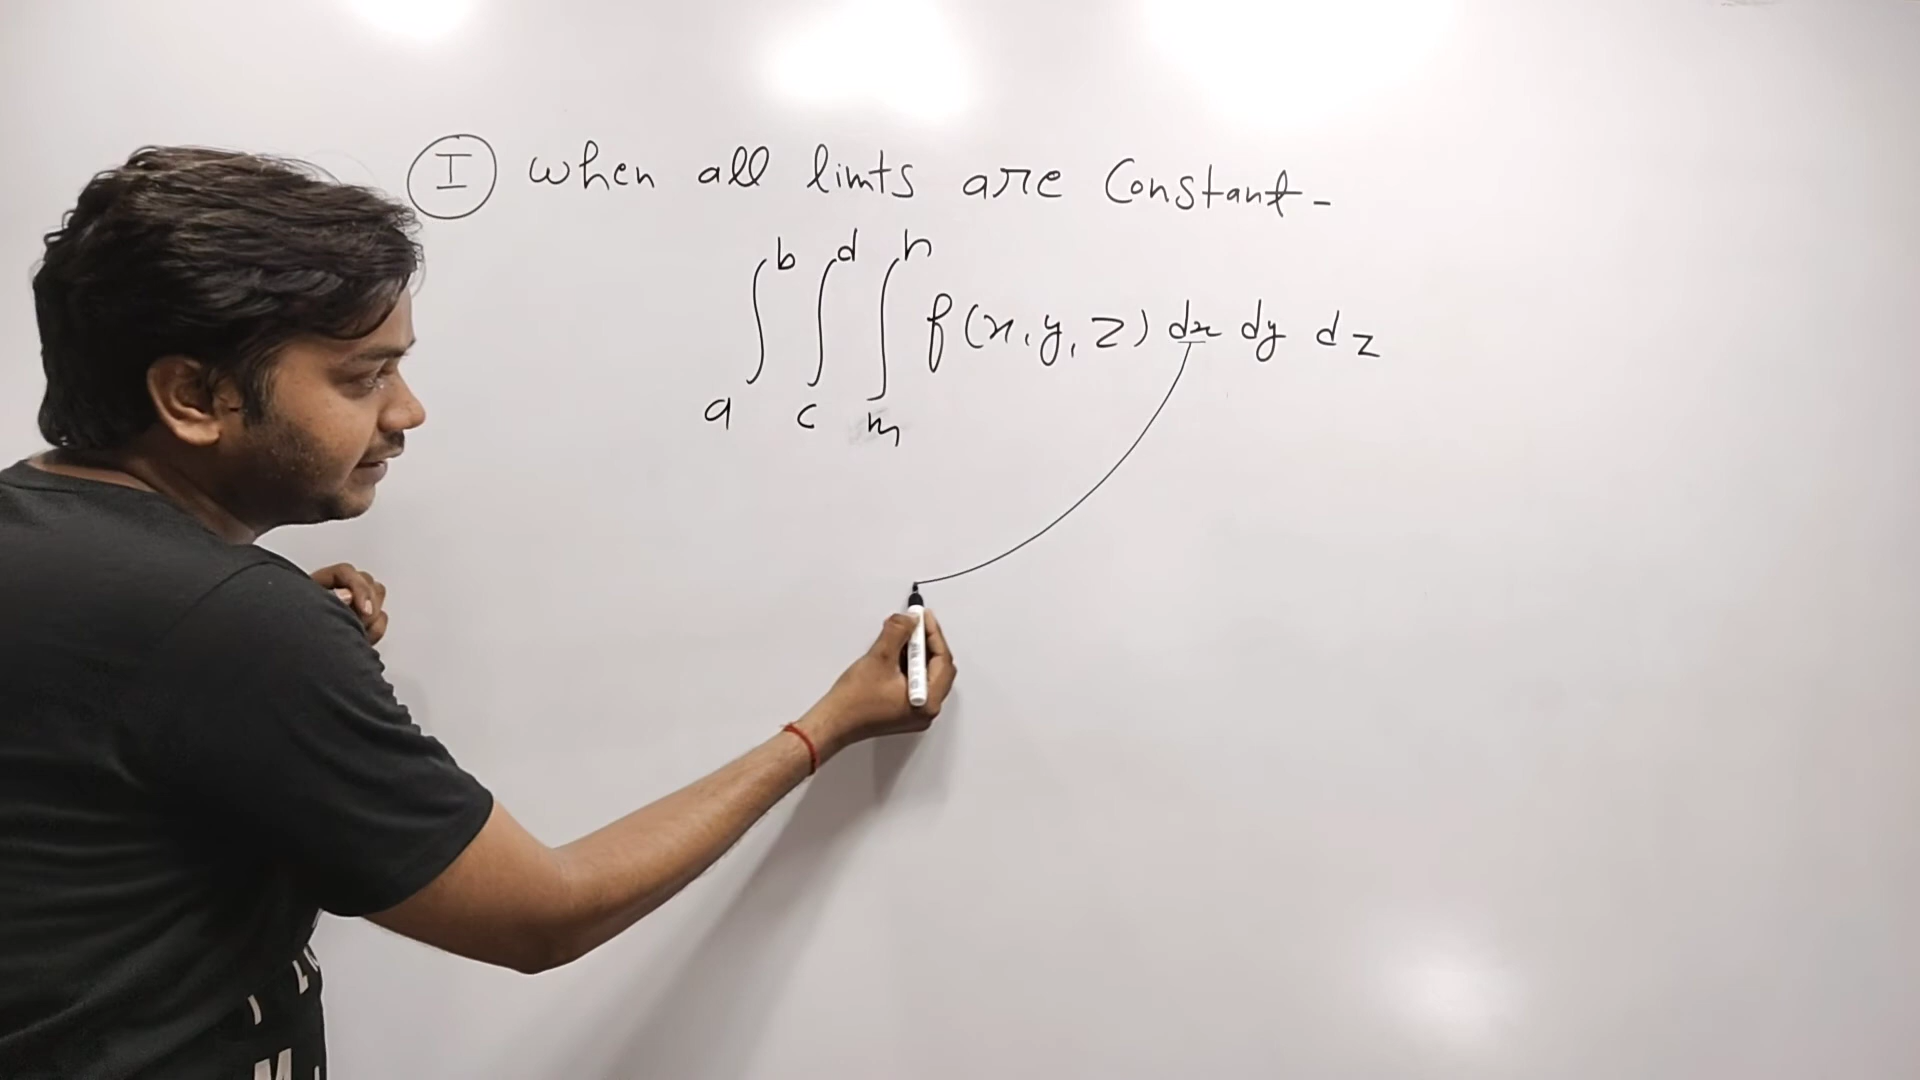 I When all limts are Constant-
∫_a^b ∫_c^d ∫_m^n f(x,y,z) dx dy dz